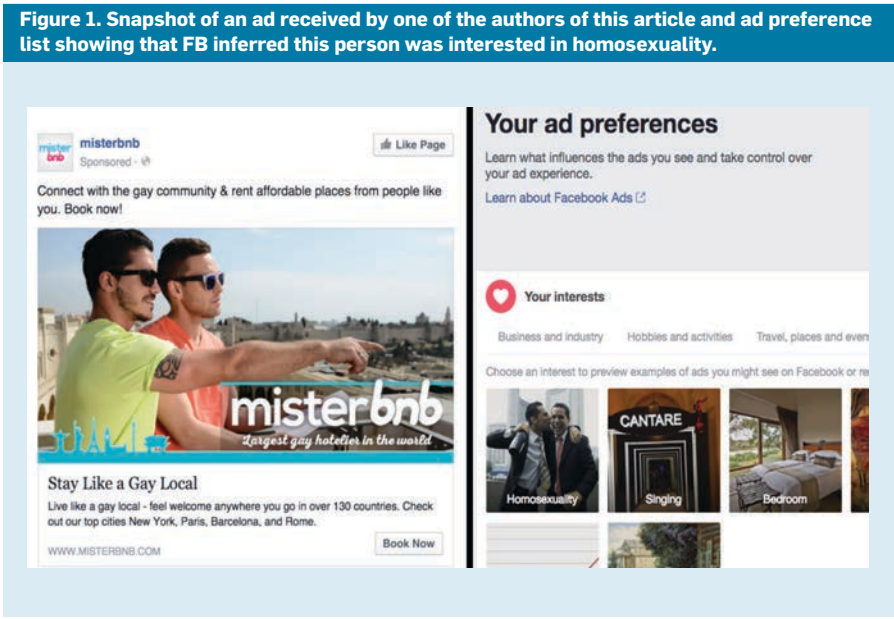 Figure 1. Snapshot of an ad received by one of the authors of this article and ad preference
list showing that FB inferred this person was interested in homosexuality.
mister
bnb
misterbnb
Sponsored ·
Like Page
Connect with the gay community & rent affordable places from people like
you. Book now!
misterbnb
Largest gay hotelier in the world
Stay Like a Gay Local
Live like a gay local - feel welcome anywhere you go in over 130 countries. Check
out our top cities New York, Paris, Barcelona, and Rome.
WWW.MISTERBNB.COM
Book Now
Your ad preferences
Learn what influences the ads you see and take control over
your ad experience.
Learn about Facebook Ads
Your interests
Business and industry Hobbies and activities Travel, places and even
Choose an interest to preview examples of ads you might see on Facebook or re
CANTARE
Homosexuality
Singing
Bedroom